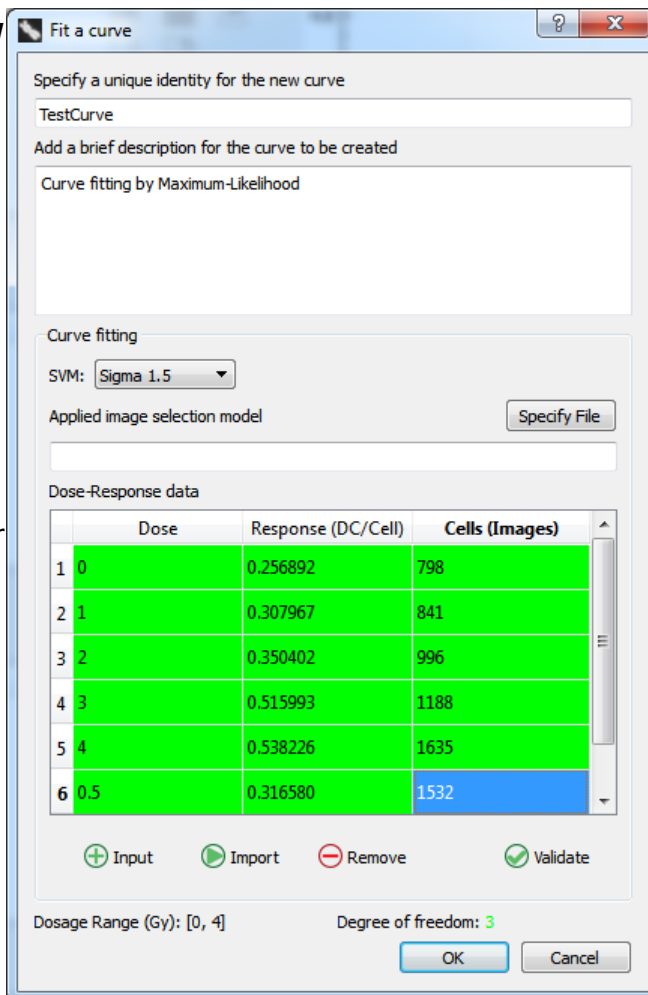 Fit a curve
Specify a unique identity for the new curve
TestCurve
Add a brief description for the curve to be created
Curve fitting by Maximum-Likelihood
Curve fitting
SVM: Sigma 1.5
Applied image selection model Specify File
Dose-Response data
Dose Response (DC/Cell) Cells (Images)
1 0 0.256892 798
2 1 0.307967 841
3 2 0.350402 996
4 3 0.515993 1188
5 4 0.538226 1635
6 0.5 0.316580 1532
Input Import Remove Validate
Dosage Range (Gy): [0, 4] Degree of freedom: 3
OK Cancel